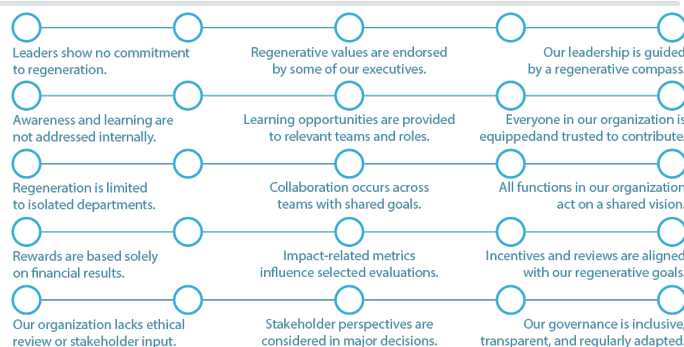 Leaders show no commitment
to regeneration.
Regenerative values are endorsed
by some of our executives.
Our leadership is guided
by a regenerative compass.
Awareness and learning are
not addressed internally.
Learning opportunities are provided
to relevant teams and roles.
Everyone in our organization is
equippedand trusted to contribute.
Regeneration is limited
to isolated departments.
Collaboration occurs across
teams with shared goals.
All functions in our organization
act on a shared vision.
Rewards are based solely
on financial results.
Impact-related metrics
influence selected evaluations.
Incentives and reviews are aligned
with our regenerative goals.
Our organization lacks ethical
review or stakeholder input.
Stakeholder perspectives are
considered in major decisions.
Our governance is inclusive,
transparent, and regularly adapted.